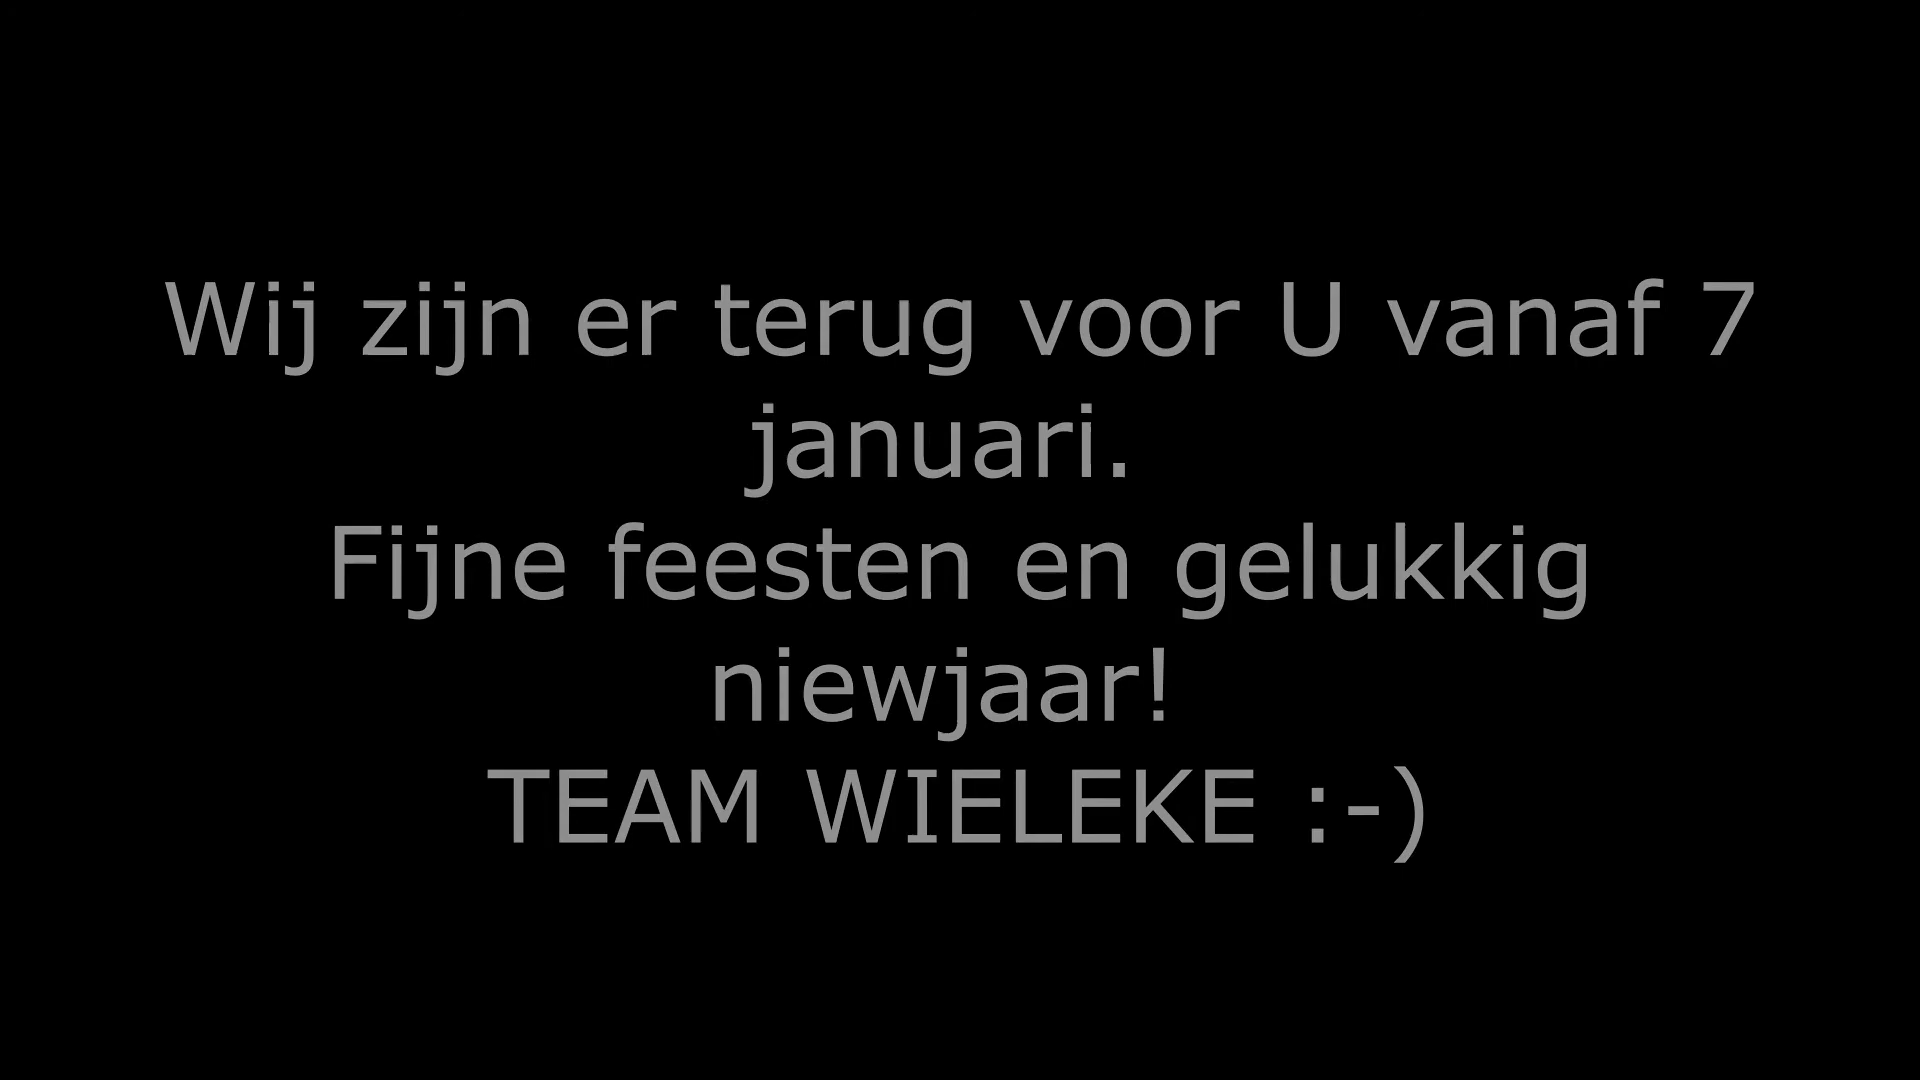 Wij zijn er terug voor U vanaf 7
januari.
Fijne feesten en gelukkig
niewjaar!
TEAM WIELEKE :-)